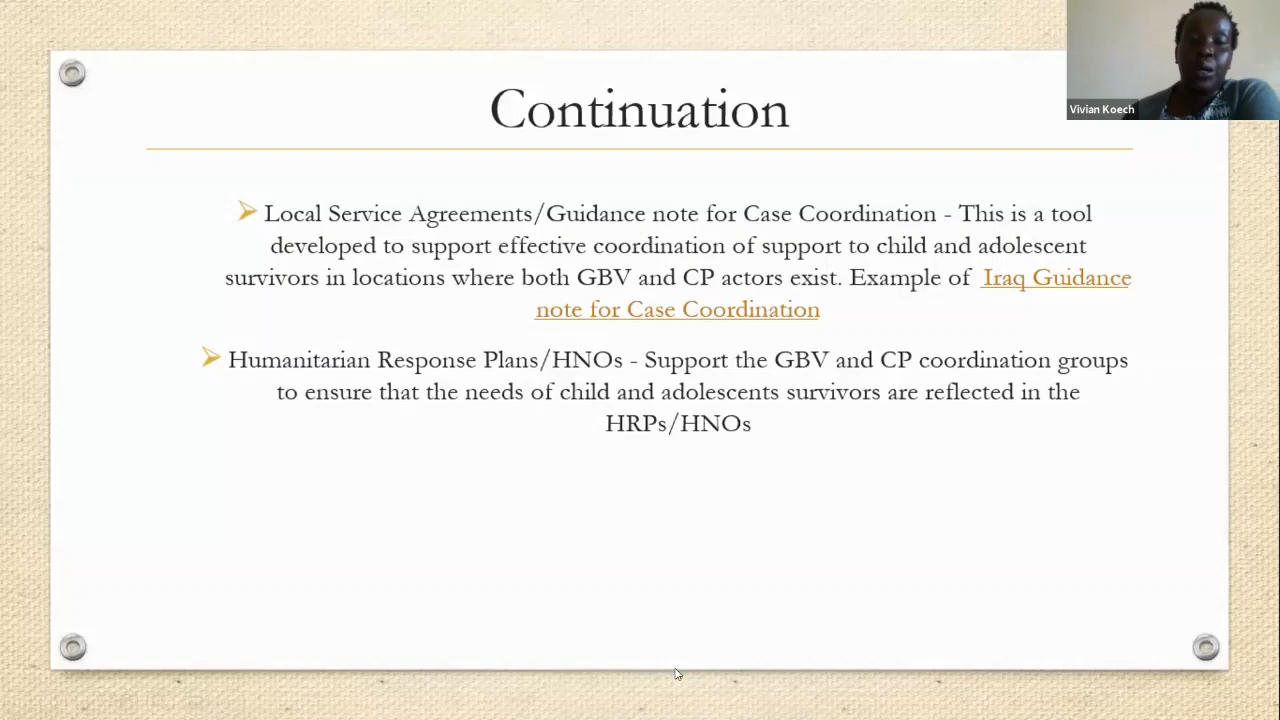 Vivian Koech
Continuation
Local Service Agreements/Guidance note for Case Coordination - This is a tool
developed to support effective coordination of support to child and adolescent
survivors in locations where both GBV and CP actors exist. Example of Iraq Guidance
note for Case Coordination
Humanitarian Response Plans/HNOs - Support the GBV and CP coordination groups
to ensure that the needs of child and adolescents survivors are reflected in the
HRPs/HNOs